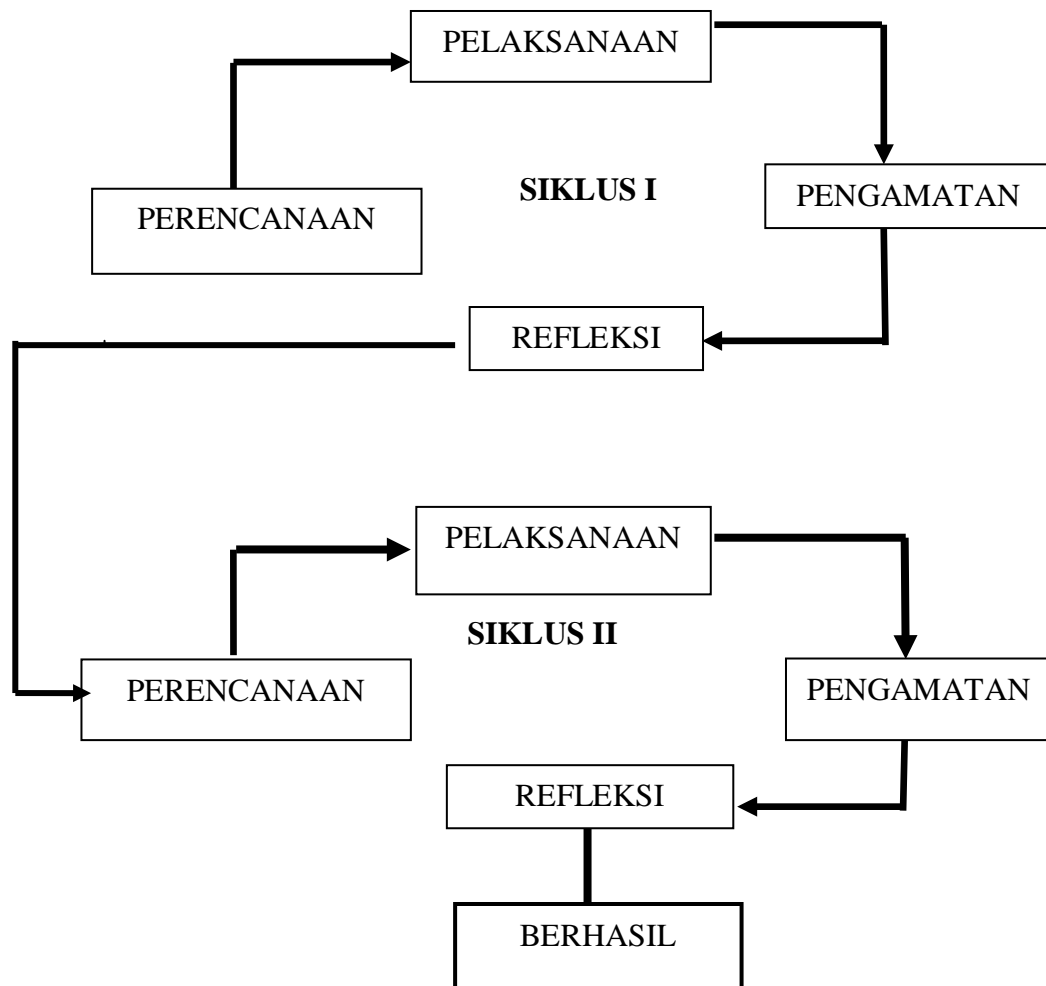 PELAKSANAAN
SIKLUS I
PENGAMATAN
PERENCANAAN
REFLEKSI
PELAKSANAAN
SIKLUS II
PERENCANAAN
PENGAMATAN
REFLEKSI
BERHASIL